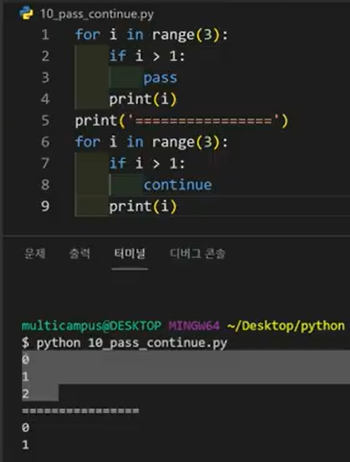 10_pass_continue.py
1 for i in range(3):
2     if i > 1:
3         pass
4     print(i)
5 print('================')
6 for i in range(3):
7     if i > 1:
8         continue
9     print(i)
문제 출력 터미널 디버그 콘솔
multicampus@DESKTOP MINGW64 ~/Desktop/python
$ python 10_pass_continue.py
0
1
2
================
0
1